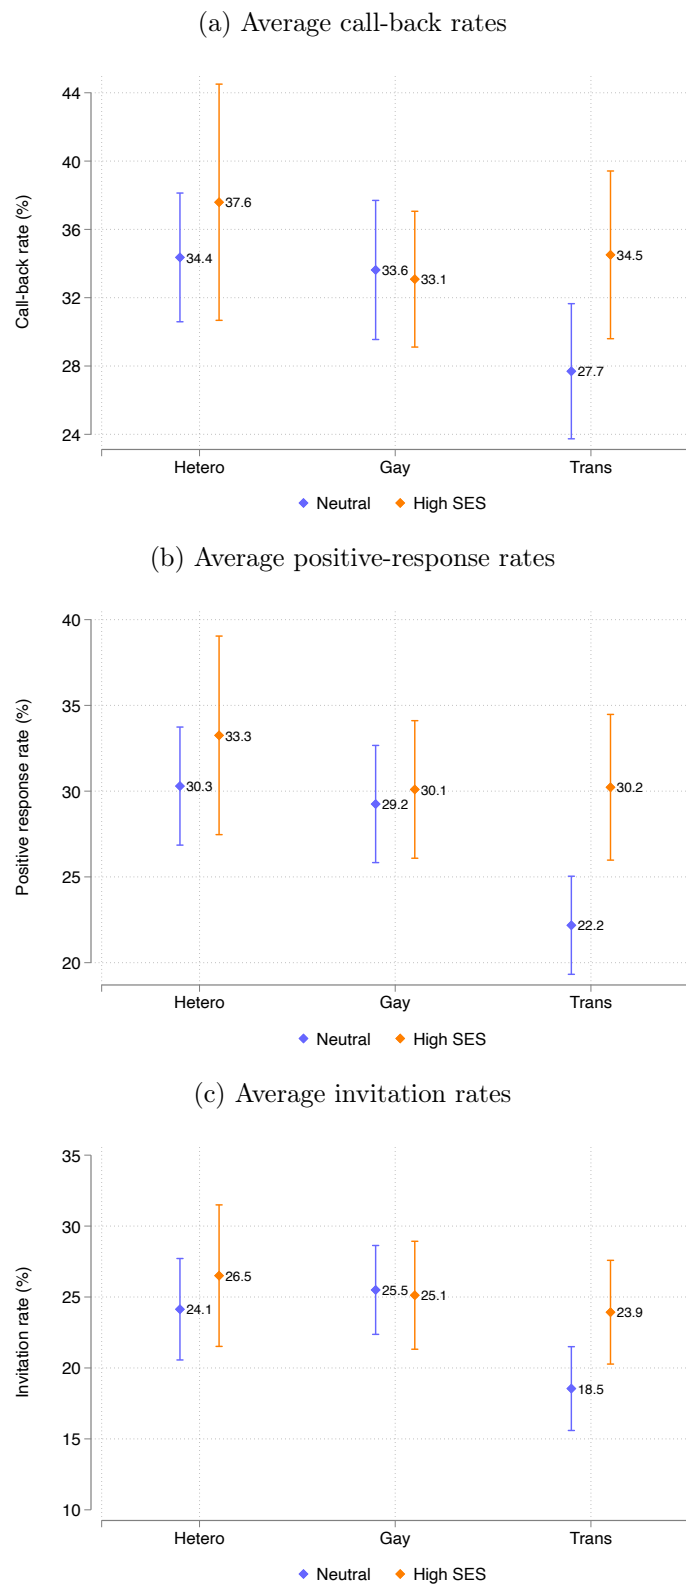 (a) Average call-back rates
Call-back rate (%)
44
40
36
32
28
24
37.6
34.4
33.6
33.1
34.5
27.7
Hetero Gay Trans
Neutral High SES
(b) Average positive-response rates
Positive response rate (%)
40
35
30
25
20
33.3
30.3
29.2
30.1
30.2
22.2
Hetero Gay Trans
Neutral High SES
(c) Average invitation rates
Invitation rate (%)
35
30
25
20
15
10
24.1
26.5
25.5
25.1
23.9
18.5
Hetero Gay Trans
Neutral High SES